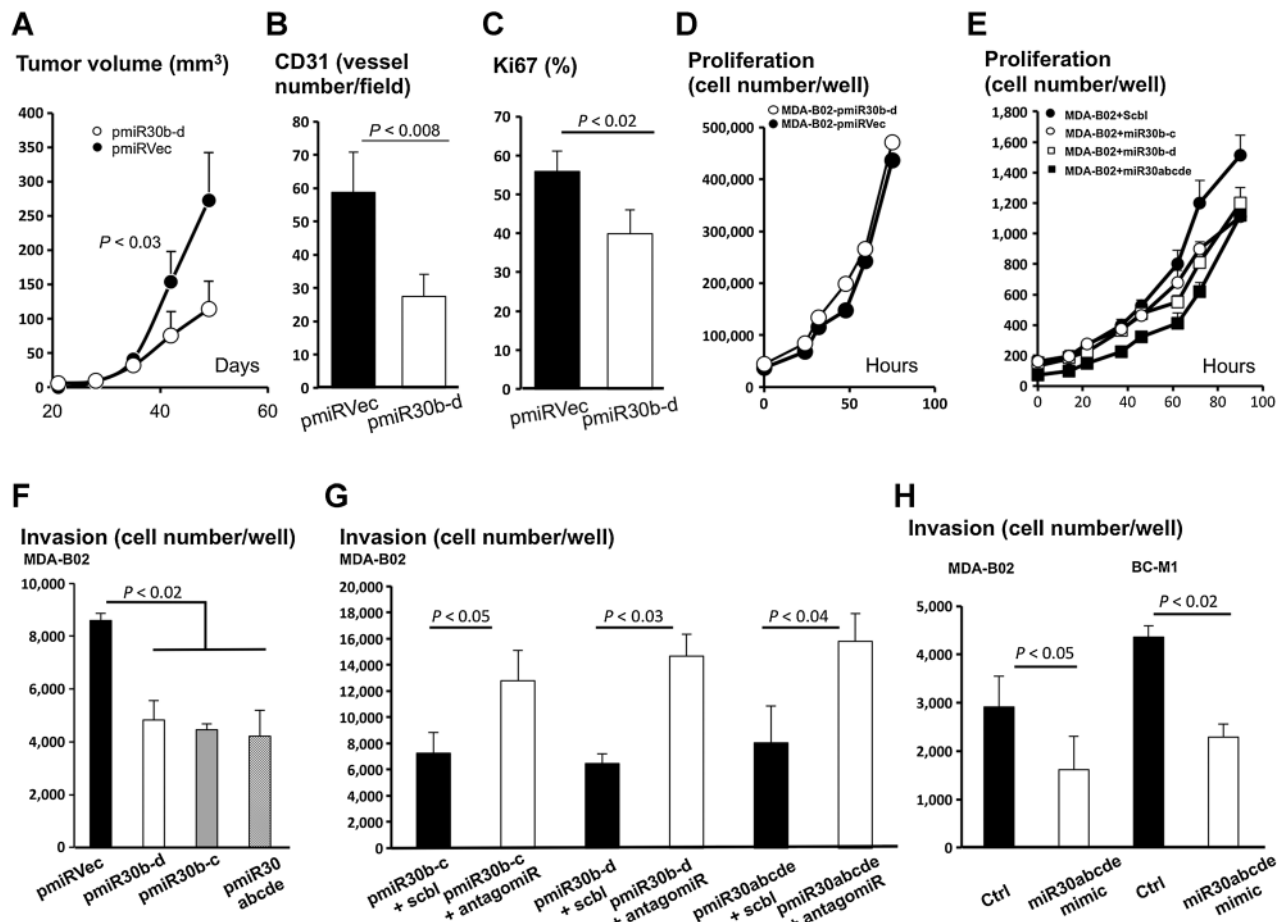 A
Tumor volume (mm³)
400
350
300
250
200
150
100
50
0
20
40
60
pmiR30b-d
pmiRVec
P < 0.03
Days
B
CD31 (vessel
number/field)
80
70
60
50
40
30
20
10
0
P < 0.008
pmiRVec
pmiR30b-d
C
Ki67 (%)
70
60
50
40
30
20
10
0
P < 0.02
pmiRVec
pmiR30b-d
D
Proliferation
(cell number/well)
MDA-B02-pmiR30b-d
MDA-B02-pmiRVec
500,000
400,000
300,000
200,000
100,000
0
0
50
100
Hours
E
Proliferation
(cell number/well)
1,800
1,600
1,400
1,200
1,000
800
600
400
200
0
MDA-B02+Scbl
MDA-B02+miR30b-c
MDA-B02+miR30b-d
MDA-B02+miR30abcde
Hours
0
20
40
60
80
100
F
Invasion (cell number/well)
MDA-B02
10,000
8,000
6,000
4,000
2,000
0
P < 0.02
pmiRVec
pmiR30b-d
pmiR30b-c
pmiR30
abcde
G
Invasion (cell number/well)
MDA-B02
20,000
18,000
16,000
14,000
12,000
10,000
8,000
6,000
4,000
2,000
0
P < 0.05
P < 0.03
P < 0.04
pmiR30b-c
+ scbl
pmiR30b-c
+ antagomiR
pmiR30b-d
+ scbl
pmiR30b-d
+ antagomiR
pmiR30abcde
+ scbl
pmiR30abcde
+ antagomiR
H
Invasion (cell number/well)
MDA-B02
BC-M1
5,000
4,000
3,000
2,000
1,000
0
P < 0.05
P < 0.02
Ctrl
miR30abcde
mimic
Ctrl
miR30abcde
mimic